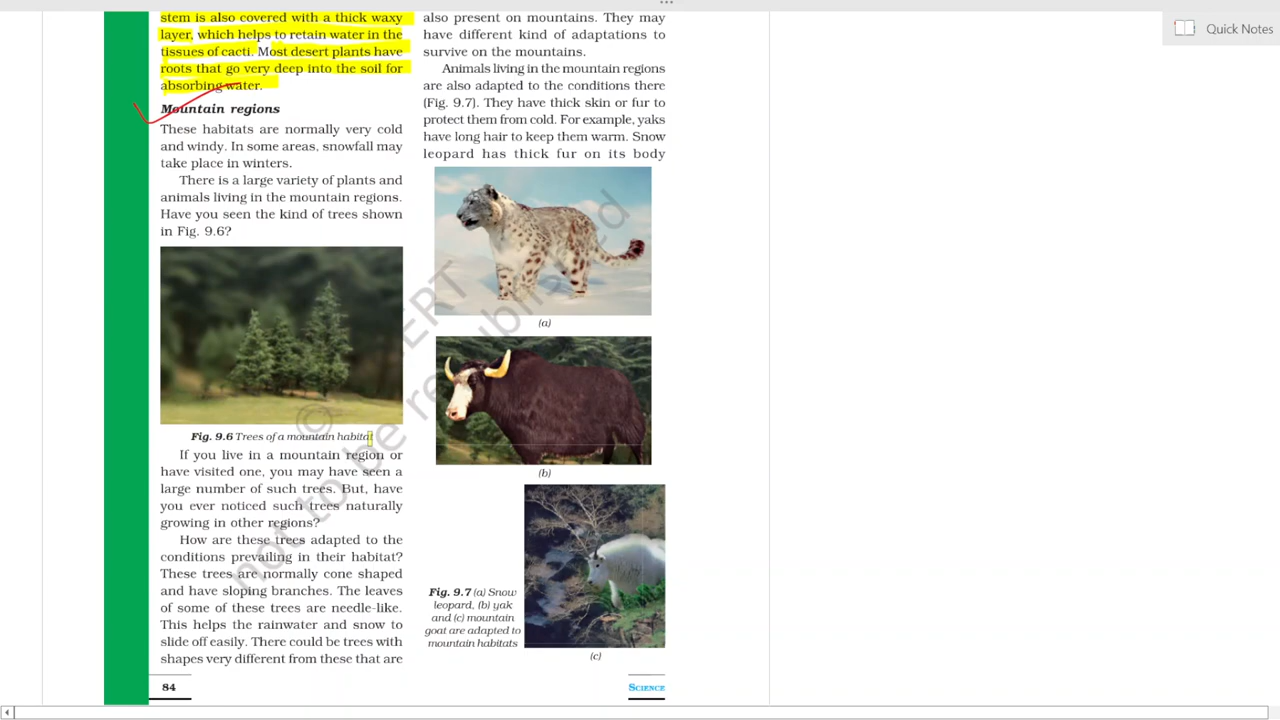 Quick Notes
stem is also covered with a thick waxy
layer, which helps to retain water in the
tissues of cacti. Most desert plants have
roots that go very deep into the soil for
absorbing water.
Mountain regions
These habitats are normally very cold
and windy. In some areas, snowfall may
take place in winters.
There is a large variety of plants and
animals living in the mountain regions.
Have you seen the kind of trees shown
in Fig. 9.6?
Fig. 9.6 Trees of a mountain habitat
If you live in a mountain region or
have visited one, you may have seen a
large number of such trees. But, have
you ever noticed such trees naturally
growing in other regions?
How are these trees adapted to the
conditions prevailing in their habitat?
These trees are normally cone shaped
and have sloping branches. The leaves
of some of these trees are needle-like.
This helps the rainwater and snow to
slide off easily. There could be trees with
shapes very different from these that are
also present on mountains. They may
have different kind of adaptations to
survive on the mountains.
Animals living in the mountain regions
are also adapted to the conditions there
(Fig. 9.7). They have thick skin or fur to
protect them from cold. For example, yaks
have long hair to keep them warm. Snow
leopard has thick fur on its body
(a)
(b)
Fig. 9.7 (a) Snow
leopard, (b) yak
and (c) mountain
goat are adapted to
mountain habitats
(c)
84
SCIENCE
not to be republished